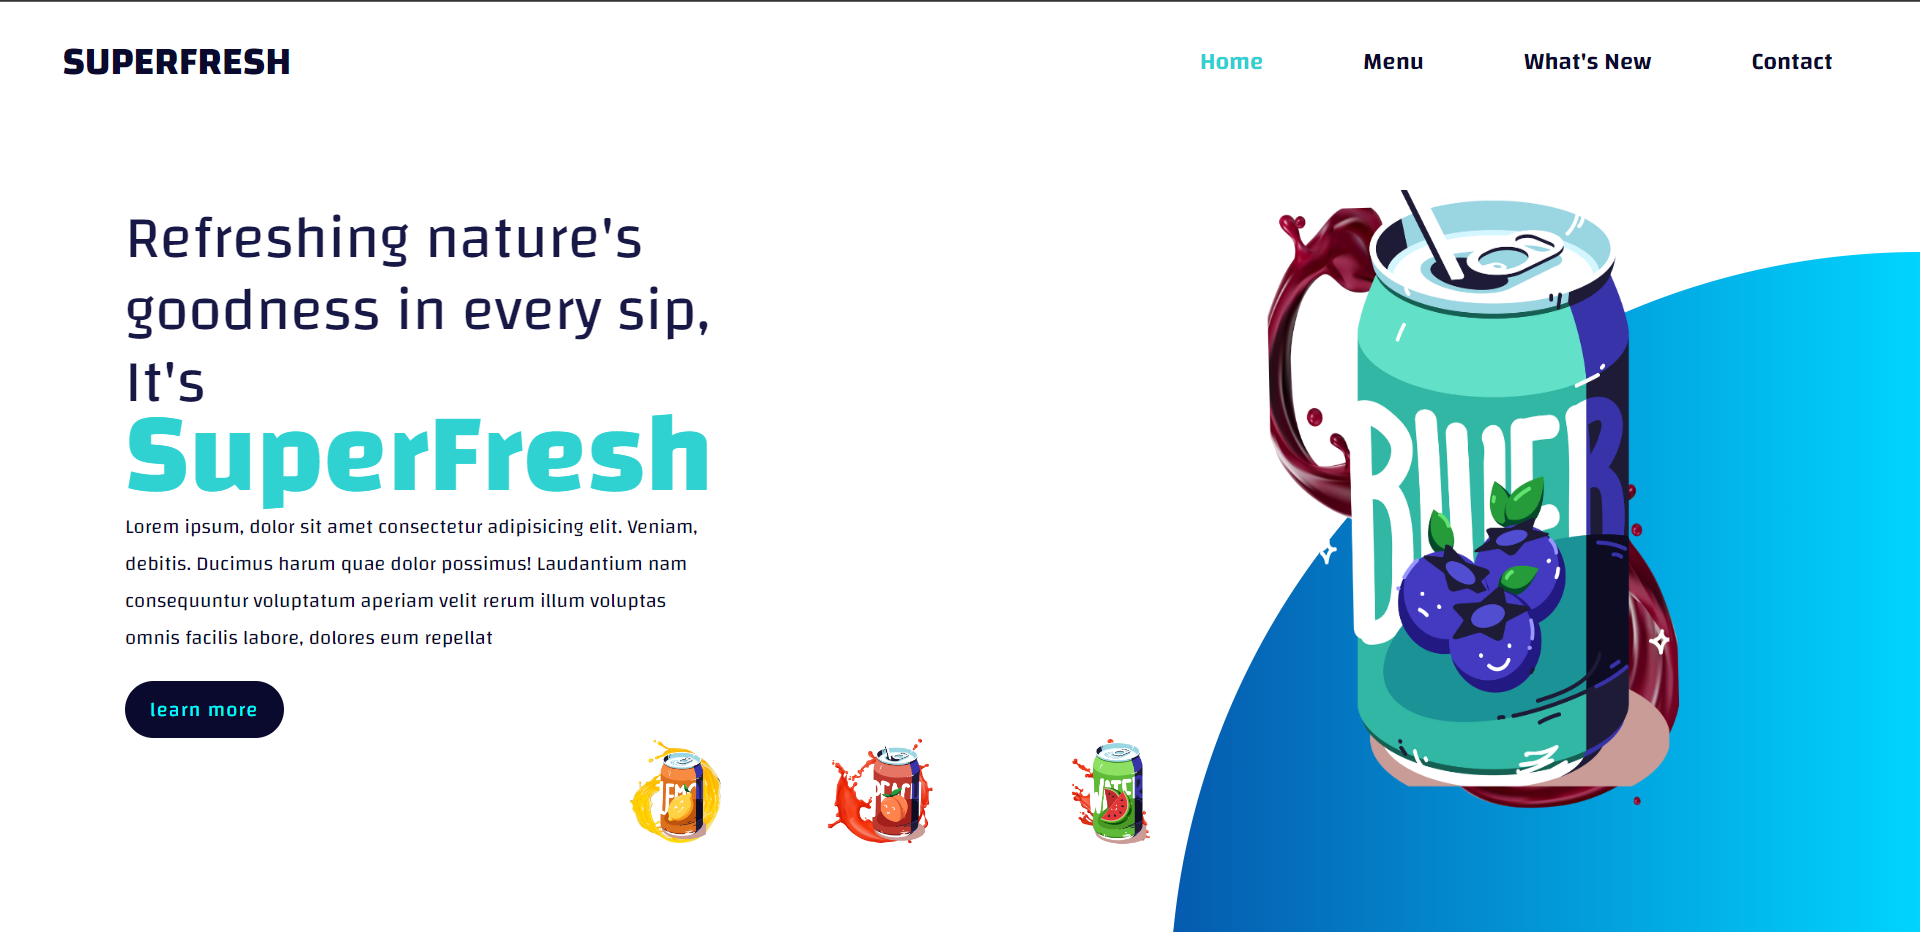 SUPERFRESH
Home Menu What's New Contact
Refreshing nature's
goodness in every sip,
It's
SuperFresh
Lorem ipsum, dolor sit amet consectetur adipisicing elit. Veniam,
debitis. Ducimus harum quae dolor possimus! Laudantium nam
consequuntur voluptatum aperiam velit rerum illum voluptas
omnis facilis labore, dolores eum repellat
learn more